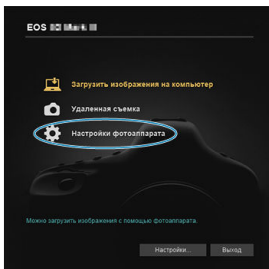 EOS
Загрузить изображения на компьютер
Удаленная съемка
Настройки фотоаппарата
Можно загрузить изображения с помощью фотоаппарата.
Настройки...
Выход